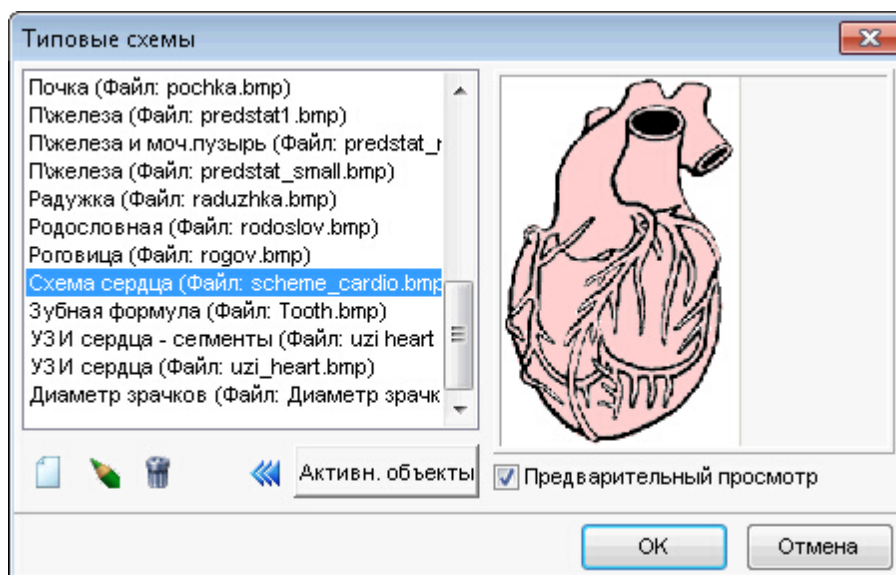 Типовые схемы
Почка (Файл: pochka.bmp)
П\железа (Файл: predstat1.bmp)
П\железа и моч.пузырь (Файл: predstat_r
П\железа (Файл: predstat_small.bmp)
Радужка (Файл: raduzhka.bmp)
Родословная (Файл: rodoslov.bmp)
Роговица (Файл: rogov.bmp)
Схема сердца (Файл: scheme_cardio.bmp
Зубная формула (Файл: Tooth.bmp)
УЗИ сердца - сегменты (Файл: uzi heart
УЗИ сердца (Файл: uzi_heart.bmp)
Диаметр зрачков (Файл: Диаметр зрачк
Активн. объекты
Предварительный просмотр
ОК
Отмена